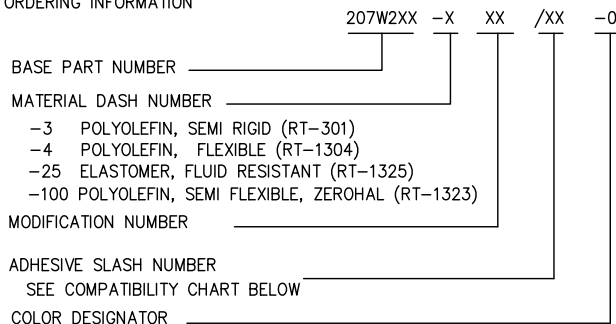 ORDERING INFORMATION
207W2XX -X XX /XX -0
BASE PART NUMBER
MATERIAL DASH NUMBER
-3 POLYOLEFIN, SEMI RIGID (RT-301)
-4 POLYOLEFIN, FLEXIBLE (RT-1304)
-25 ELASTOMER, FLUID RESISTANT (RT-1325)
-100 POLYOLEFIN, SEMI FLEXIBLE, ZEROHAL (RT-1323)
MODIFICATION NUMBER
ADHESIVE SLASH NUMBER
SEE COMPATIBILITY CHART BELOW
COLOR DESIGNATOR